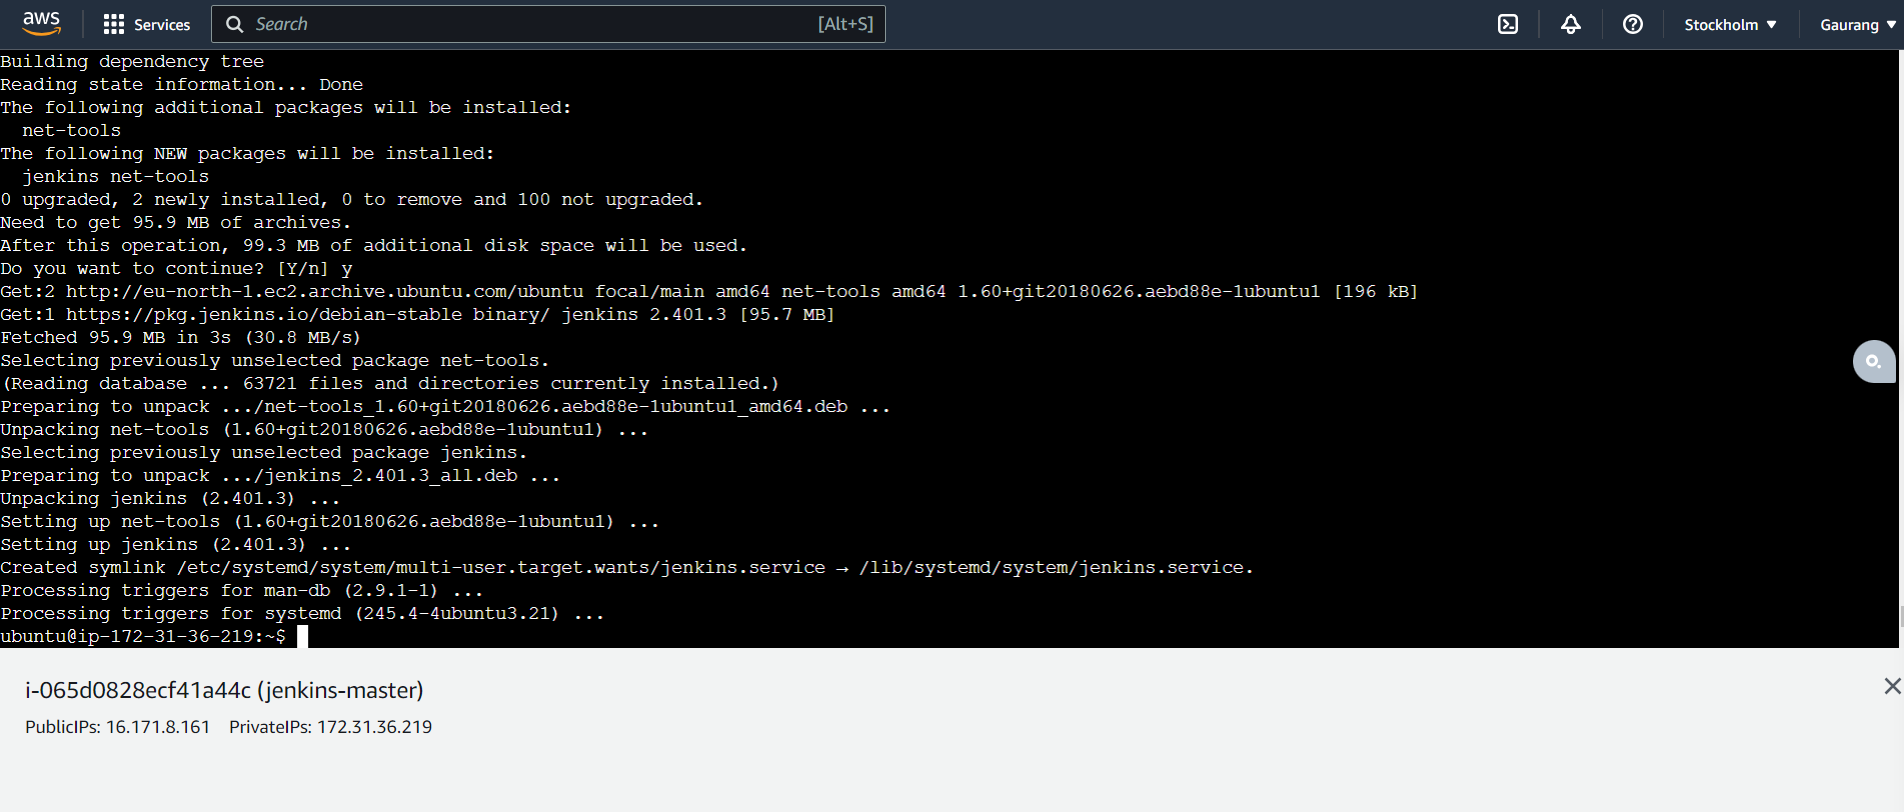 aws Services Search [Alt+S] Stockholm Gaurang
Building dependency tree
Reading state information... Done
The following additional packages will be installed:
  net-tools
The following NEW packages will be installed:
  jenkins net-tools
0 upgraded, 2 newly installed, 0 to remove and 100 not upgraded.
Need to get 95.9 MB of archives.
After this operation, 99.3 MB of additional disk space will be used.
Do you want to continue? [Y/n] y
Get:2 http://eu-north-1.ec2.archive.ubuntu.com/ubuntu focal/main amd64 net-tools amd64 1.60+git20180626.aebd88e-1ubuntu1 [196 kB]
Get:1 https://pkg.jenkins.io/debian-stable binary/ jenkins 2.401.3 [95.7 MB]
Fetched 95.9 MB in 3s (30.8 MB/s)
Selecting previously unselected package net-tools.
(Reading database ... 63721 files and directories currently installed.)
Preparing to unpack .../net-tools_1.60+git20180626.aebd88e-1ubuntu1_amd64.deb ...
Unpacking net-tools (1.60+git20180626.aebd88e-1ubuntu1) ...
Selecting previously unselected package jenkins.
Preparing to unpack .../jenkins_2.401.3_all.deb ...
Unpacking jenkins (2.401.3) ...
Setting up net-tools (1.60+git20180626.aebd88e-1ubuntu1) ...
Setting up jenkins (2.401.3) ...
Created symlink /etc/systemd/system/multi-user.target.wants/jenkins.service → /lib/systemd/system/jenkins.service.
Processing triggers for man-db (2.9.1-1) ...
Processing triggers for systemd (245.4-4ubuntu3.21) ...
ubuntu@ip-172-31-36-219:~$
i-065d0828ecf41a44c (jenkins-master)
PublicIPs: 16.171.8.161 PrivateIPs: 172.31.36.219